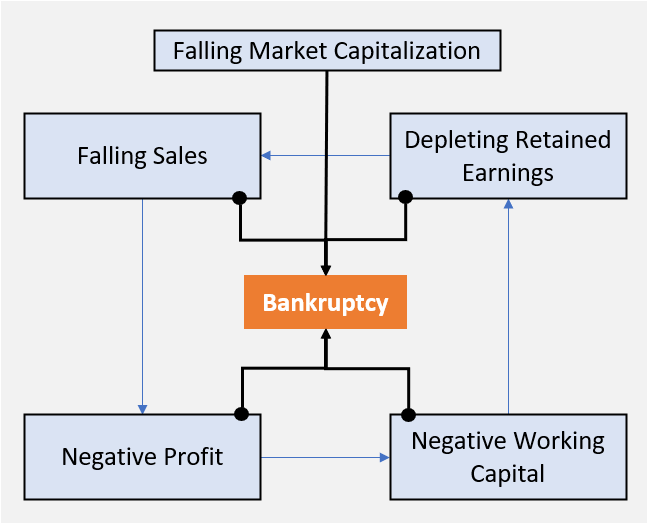 Falling Market Capitalization
Falling Sales
Depleting Retained
Earnings
Bankruptcy
Negative Profit
Negative Working
Capital